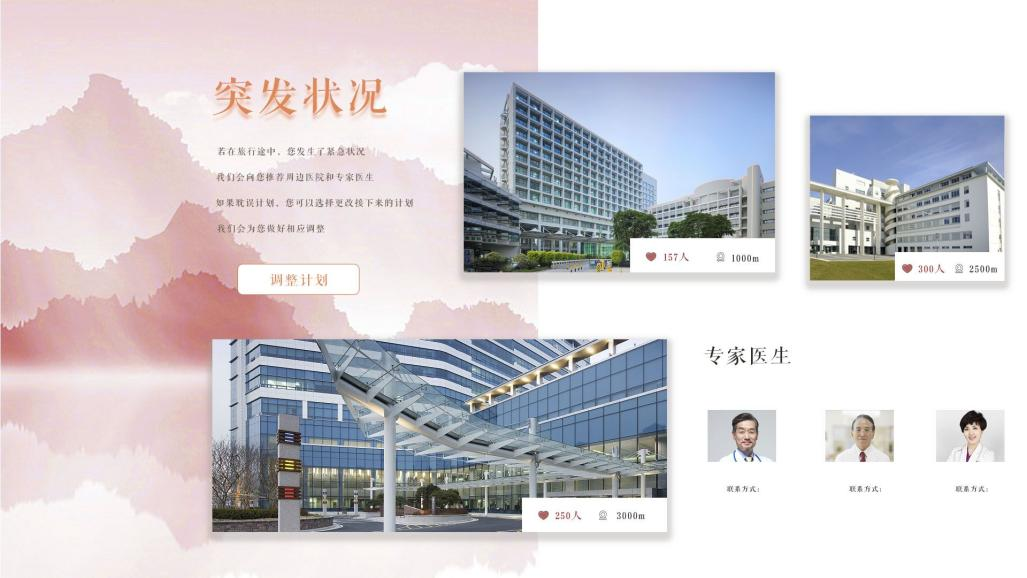 突发状况
若在旅行途中，您发生了紧急状况
我们会向您推荐周边医院和专家医生
如果耽误计划，您可以选择更改接下来的计划
我们会为您做好相应调整
调整计划
157人 1000m
300人 2500m
250人 3000m
专家医生
联系方式： 联系方式： 联系方式：